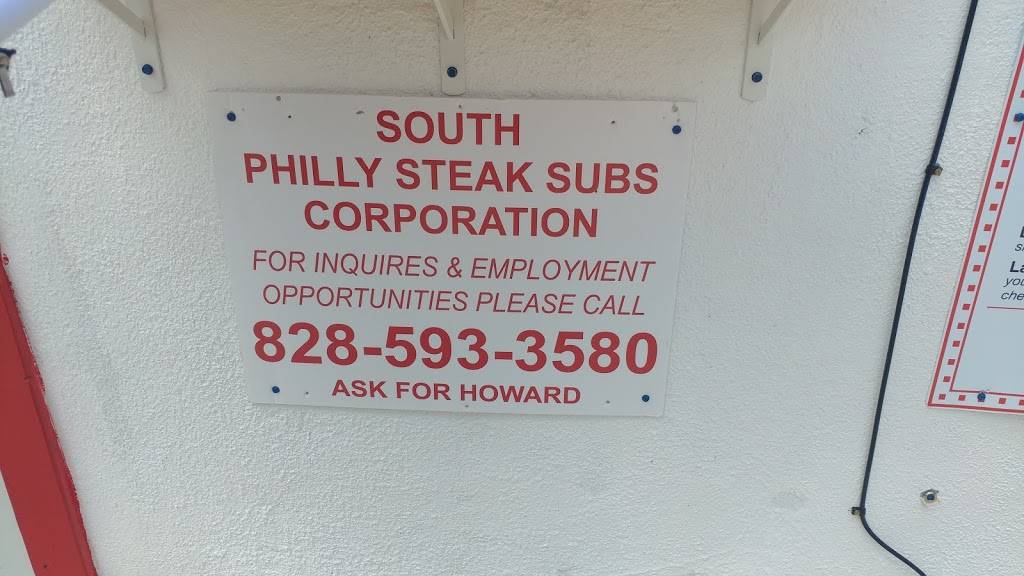 SOUTH
PHILLY STEAK SUBS
CORPORATION
FOR INQUIRES & EMPLOYMENT
OPPORTUNITIES PLEASE CALL
828-593-3580
ASK FOR HOWARD